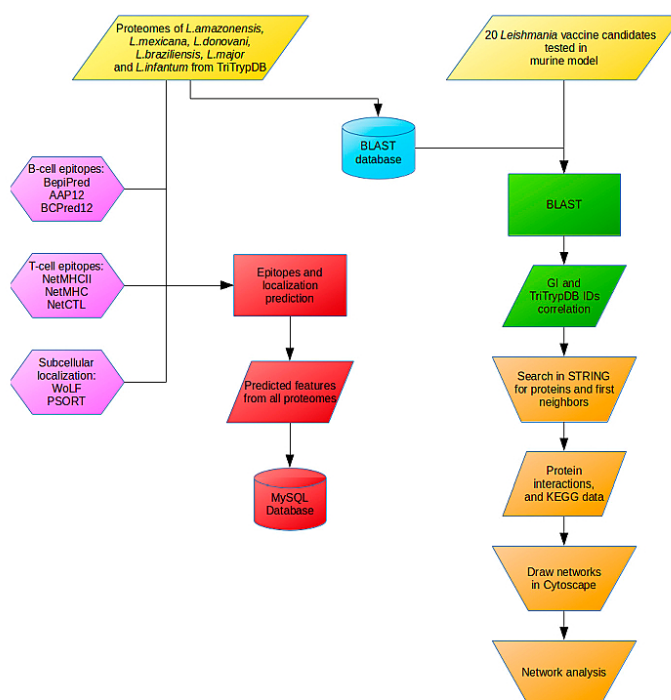 Proteomes of L.amazonensis,
L.mexicana, L.donovani,
L.braziliensis, L.major
and L.infantum from TriTrypDB
20 Leishmania vaccine candidates
tested in
murine model
BLAST
database
B-cell epitopes:
BepiPred
AAP12
BCPred12
BLAST
T-cell epitopes:
NetMHCII
NetMHC
NetCTL
Epitopes and
localization
prediction
GI and
TriTrypDB IDs
correlation
Subcellular
localization:
WoLF
PSORT
Predicted features
from all proteomes
Search in STRING
for proteins and first
neighbors
MySQL
Database
Protein
interactions,
and KEGG data
Draw networks
in Cytoscape
Network analysis